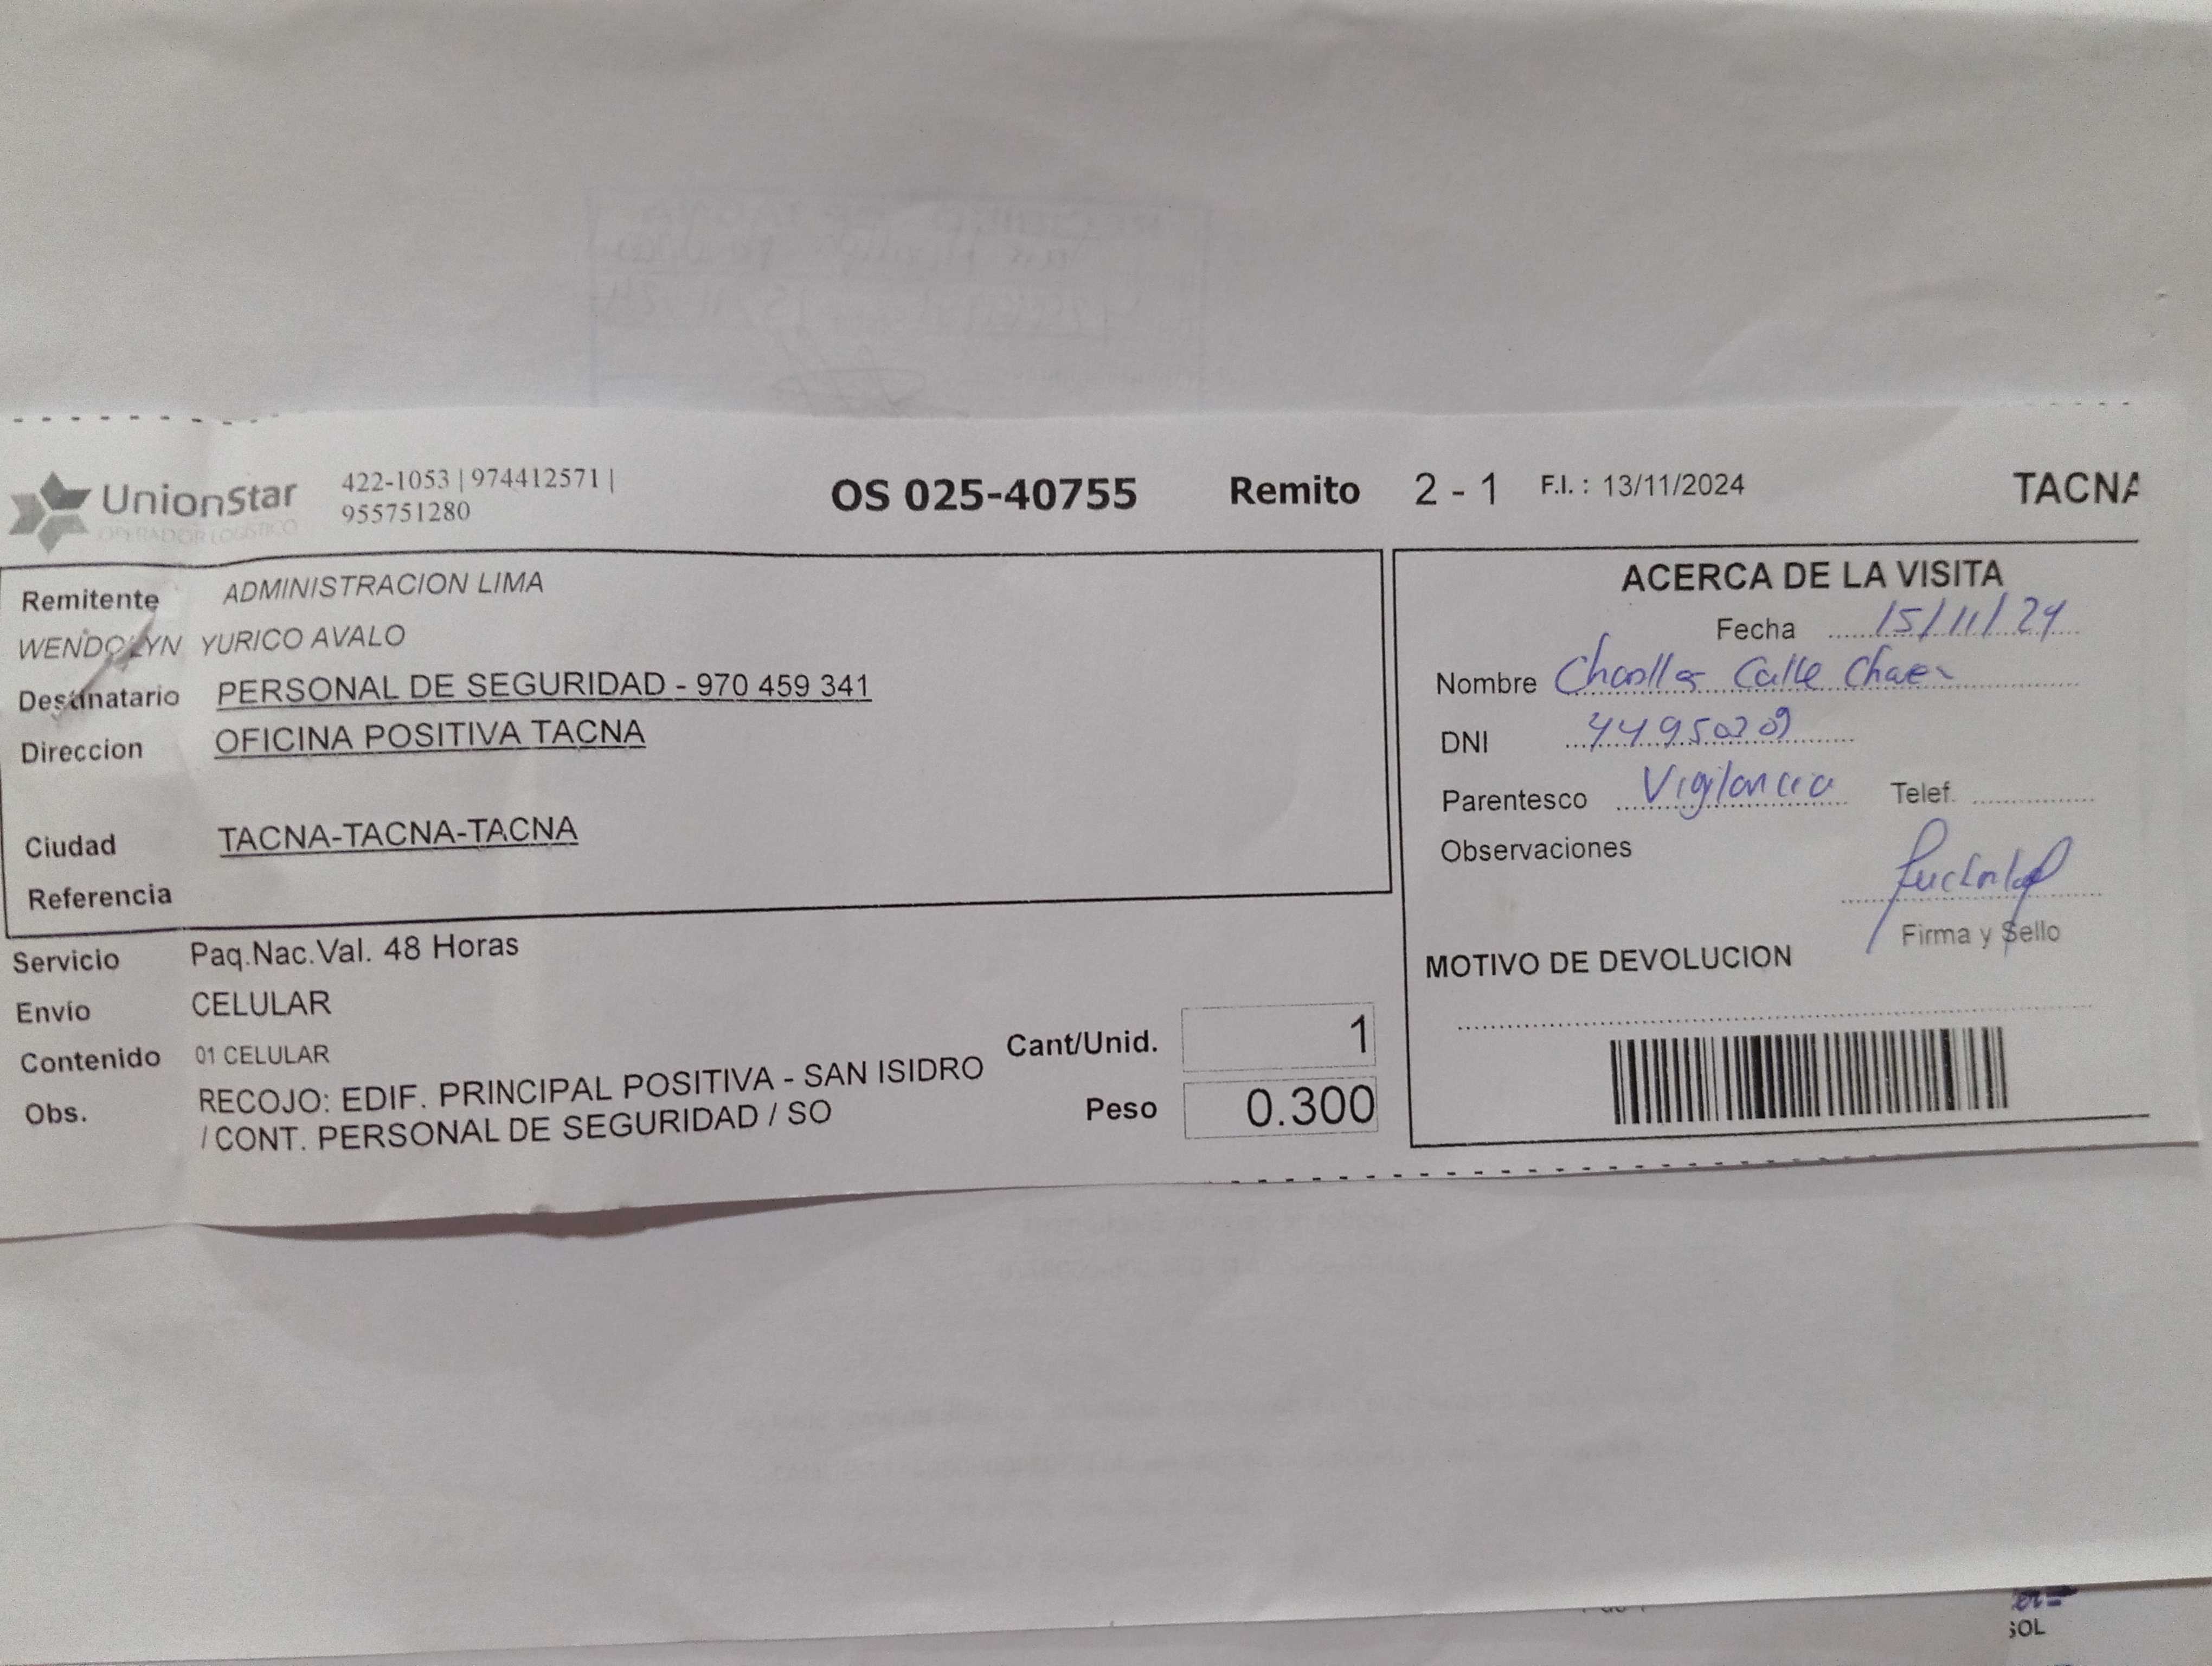 UnionStar
OPERADOR LOGISTICO
422-1053 | 974412571 |
955751280
OS 025-40755 Remito 2 - 1 F.I. : 13/11/2024 TACNA
Remitente ADMINISTRACION LIMA
WENDOLYN YURICO AVALO
Destinatario PERSONAL DE SEGURIDAD - 970 459 341
Direccion OFICINA POSITIVA TACNA
Ciudad TACNA-TACNA-TACNA
Referencia
Servicio Paq.Nac.Val. 48 Horas
Envío CELULAR
Contenido 01 CELULAR
Obs. RECOJO: EDIF. PRINCIPAL POSITIVA - SAN ISIDRO
/ CONT. PERSONAL DE SEGURIDAD / SO
Cant/Unid. 1
Peso 0.300
ACERCA DE LA VISITA
Fecha 15/11/24
Nombre Calle
DNI
Parentesco Vigilancia Telef.
Observaciones
Firma y Sello
MOTIVO DE DEVOLUCION
SOL